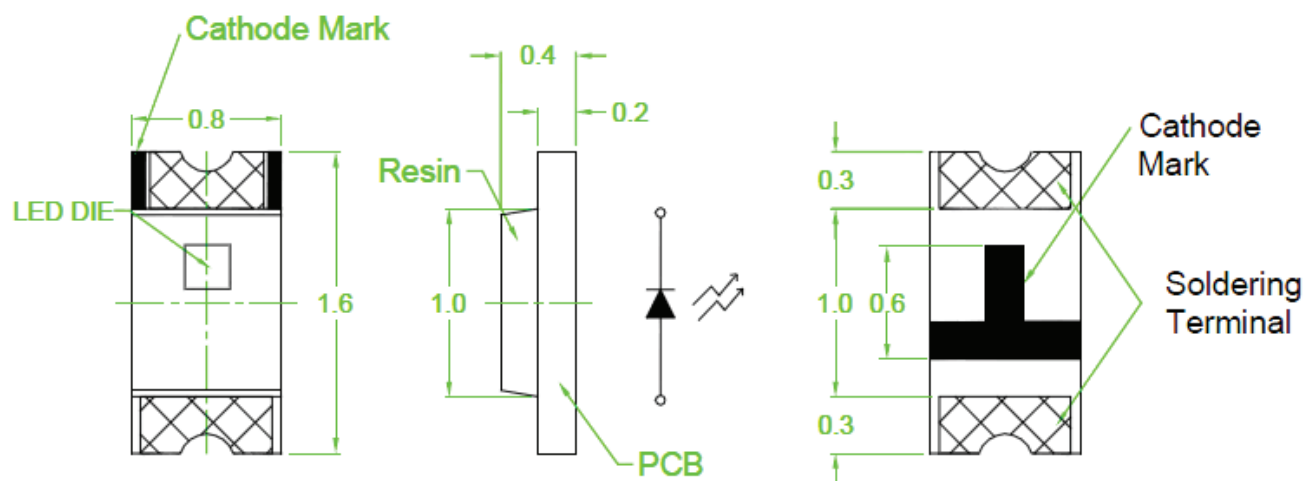 Cathode Mark
0.8
LED DIE
1.6
0.4
0.2
Resin
1.0
PCB
Cathode
Mark
0.3
1.0
0.6
Soldering
Terminal
0.3